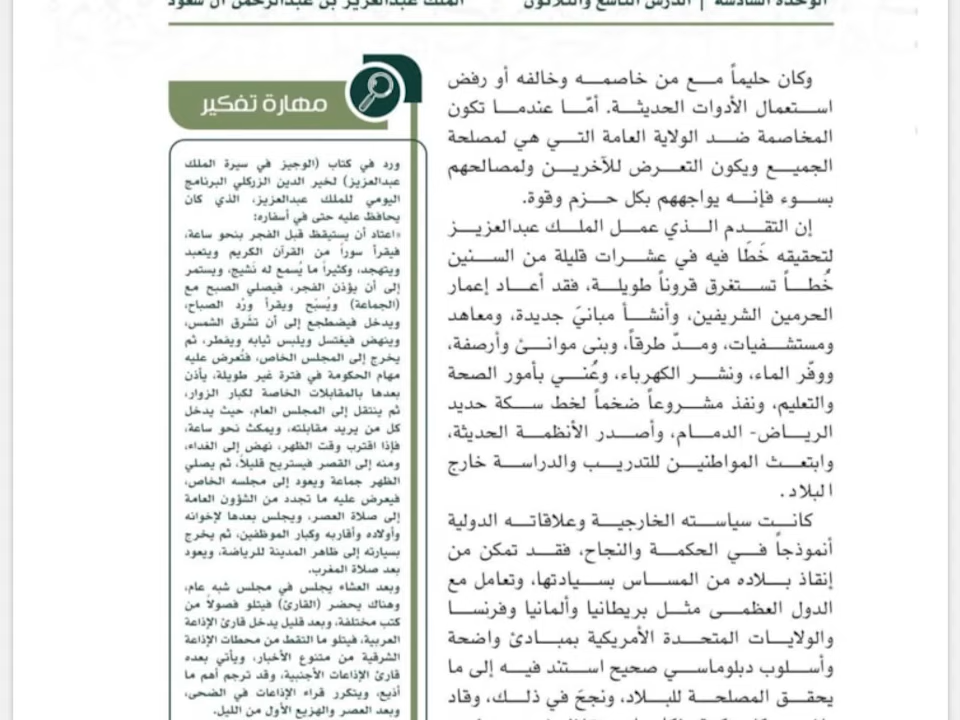 الوحدة السادسة | الدرس التاسع والثلاثون
الملك عبدالعزيز بن عبدالرحمن آل سعود
وكان حليماً مـع من خاصمـه وخالفه أو رفض
استعمال الأدوات الحديثة. أمّا عندما تكون
المخاصمة ضد الولاية العامة التي هي لمصلحة
الجميع ويكون التعرض للآخرين ولمصالحهم
بسوء فإنه يواجههم بكل حزم وقوة.
إن التقدم الذي عمل الملك عبدالعزيز
لتحقيقه خَطَا فيه في عشرات قليلة من السنين
خُطاً تستغرق قروناً طويلة، فقد أعاد إعمار
الحرمين الشريفين، وأنشأ مبانيَ جديدة، ومعاهد
ومستشفيات، ومدّ طرقاً، وبنى موانئ وأرصفة،
ووفّر الماء، ونشر الكهرباء، وعُني بأمور الصحة
والتعليم، ونفذ مشروعاً ضخماً لخط سكة حديد
الرياض- الدمام، وأصدر الأنظمة الحديثة،
وابتعث المواطنين للتدريب والدراسة خارج
البلاد.
كانت سياسته الخارجية وعلاقاته الدولية
أنموذجاً في الحكمة والنجاح، فقد تمكن من
إنقاذ بلاده من المساس بسيادتها، وتعامل مع
الدول العظمى مثل بريطانيا وألمانيا وفرنسا
والولايات المتحدة الأمريكية بمبادئ واضحة
وأسلوب دبلوماسي صحيح استند فيه إلى ما
يحقق المصلحة للبلاد، ونجحَ في ذلك، وقاد
مهارة تفكير
ورد في كتاب (الوجيز في سيرة الملك
عبدالعزيز) لخير الدين الزركلي البرنامج
اليومي للملك عبدالعزيز، الذي كان
يحافظ عليه حتى في أسفاره:
«اعتاد أن يستيقظ قبل الفجر بنحو ساعة،
فيقرأ سوراً من القرآن الكريم ويتعبد
ويتهجد، وكثيراً ما يُسمع له نشيج، ويستمر
إلى أن يؤذن الفجر، فيصلي الصبح مع
(الجماعة) ويُسبّح ويقرأ ورْد الصباح،
ويدخل فيضطجع إلى أن تشرق الشمس،
وينهض فيغتسل ويلبس ثيابه ويفطر، ثم
يخرج إلى المجلس الخاص، فتُعرض عليه
مهام الحكومة في فترة غير طويلة، يأذن
بعدها بالمقابلات الخاصة لكبار الزوار،
ثم ينتقل إلى المجلس العام، حيث يدخل
كل من يريد مقابلته، ويمكث نحو ساعة،
فإذا اقترب وقت الظهر، نهض إلى الغداء،
ومنه إلى القصر فيستريح قليلاً، ثم يصلي
الظهر جماعة ويعود إلى مجلسه الخاص،
فيعرض عليه ما تجدد من الشؤون العامة
إلى صلاة العصر، ويجلس بعدها لإخوانه
وأولاده وأقاربه وكبار الموظفين، ثم يخرج
بسيارته إلى ظاهر المدينة للرياضة، ويعود
بعد صلاة المغرب.
وبعد العشاء يجلس في مجلس شبه عام،
وهناك يحضر (القارئ) فيتلو فصولاً من
كتب مختلفة، وبعد قليل يدخل قارئ الإذاعة
العربية، فيتلو ما التقط من محطات الإذاعة
الشرقية من متنوع الأخبار، ويأتي بعده
قارئ الإذاعات الأجنبية، وقد ترجم أهم ما
أذيع، ويتكرر قراء الإذاعات في الضحى،
وبعد العصر والهزيع الأول من الليل.